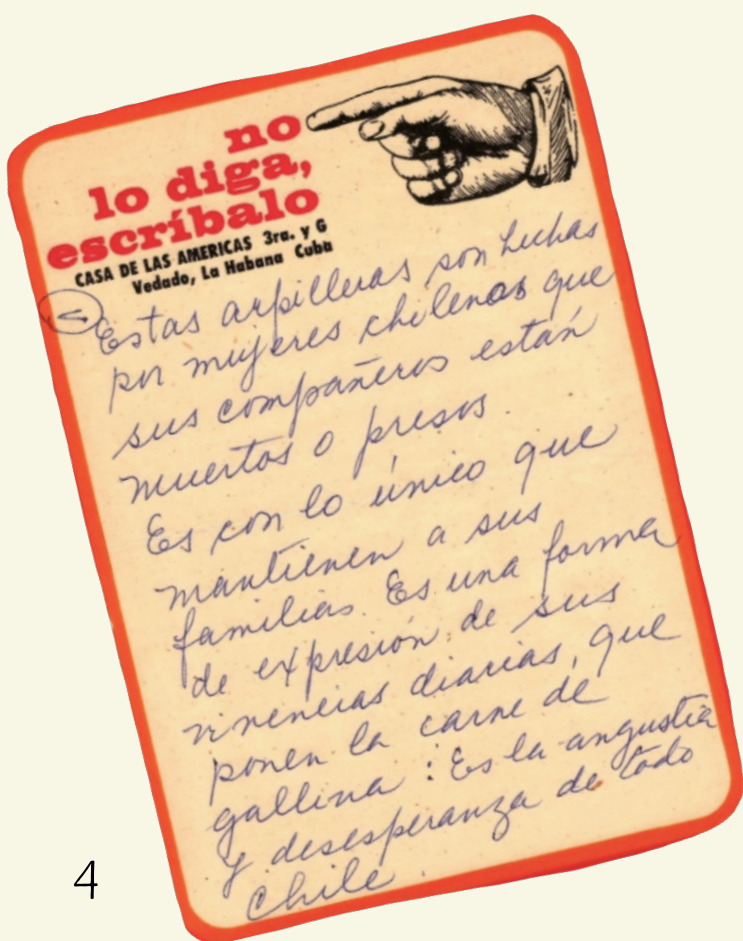 no
lo diga,
escríbalo
CASA DE LAS AMERICAS 3ra. y G
Vedado, La Habana Cuba
Estas arpilleras son hechas
por mujeres chilenas que
sus compañeros están
muertos o presos.
Es con lo único que
mantienen a sus
familias. Es una forma
de expresión de sus
vivencias diarias, que
ponen la carne de
gallina: Es la angustia
y desesperanza de todo
Chile.
4